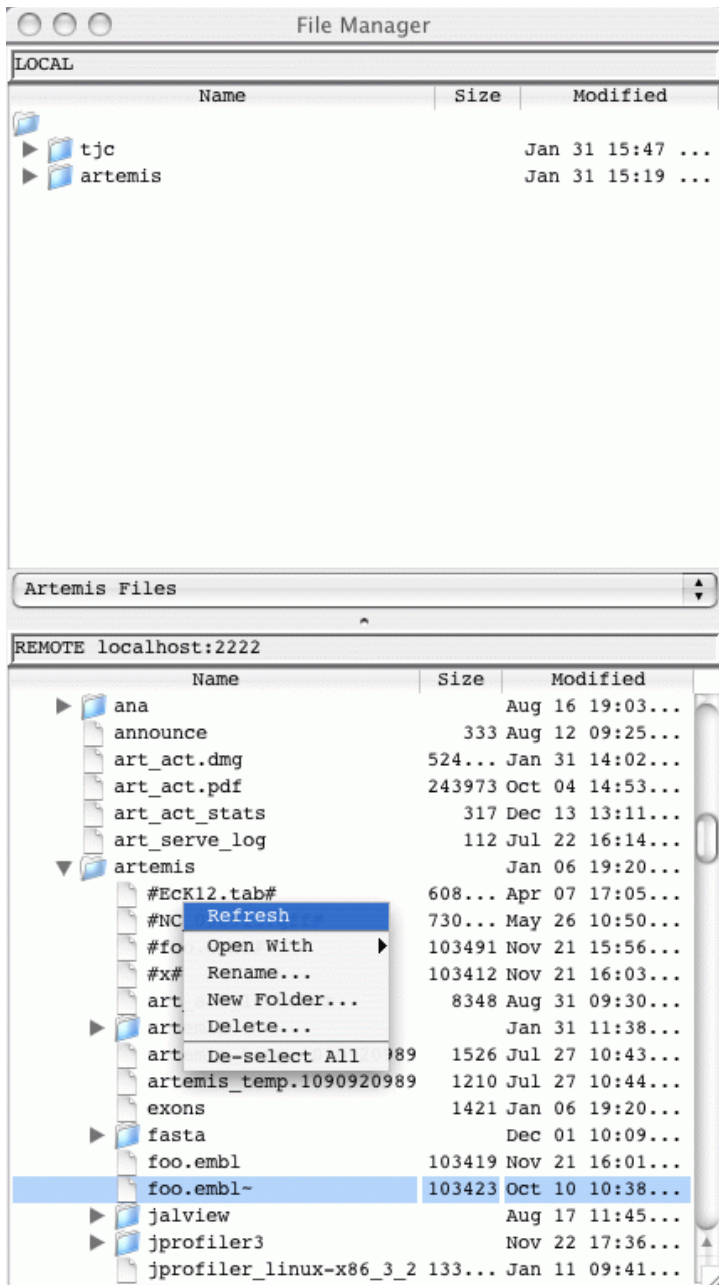 File Manager
LOCAL
Name Size Modified
tjc Jan 31 15:47 ...
artemis Jan 31 15:19 ...
Artemis Files
REMOTE localhost:2222
Name Size Modified
ana Aug 16 19:03...
announce 333 Aug 12 09:25...
art_act.dmg 524... Jan 31 14:02...
art_act.pdf 243973 Oct 04 14:53...
art_act_stats 317 Dec 13 13:11...
art_serve_log 112 Jul 22 16:14...
artemis Jan 06 19:20...
#EcK12.tab# 608... Apr 07 17:05...
#NC 730... May 26 10:50...
Refresh
#fo 103491 Nov 21 15:56...
Open With
#x# 103412 Nov 21 16:03...
Rename...
art_ 8348 Aug 31 09:30...
New Folder...
art Jan 31 11:38...
Delete...
art 989 1526 Jul 27 10:43...
De-select All
artemis_temp.1090920989 1210 Jul 27 10:44...
exons 1421 Jan 06 19:20...
fasta Dec 01 10:09...
foo.embl 103419 Nov 21 16:01...
foo.embl~ 103423 Oct 10 10:38...
jalview Aug 17 11:45...
jprofiler3 Nov 22 17:36...
jprofiler_linux-x86_3_2 133... Jan 11 09:41...